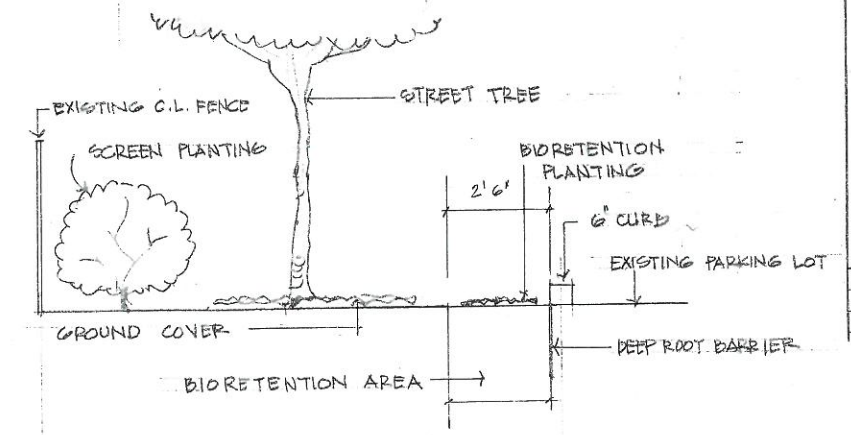 STREET TREE
EXISTING C.L. FENCE
SCREEN PLANTING
BIORETENTION
PLANTING
2'6"
6" CURB
EXISTING PARKING LOT
GROUND COVER
DEEP ROOT BARRIER
BIORETENTION AREA